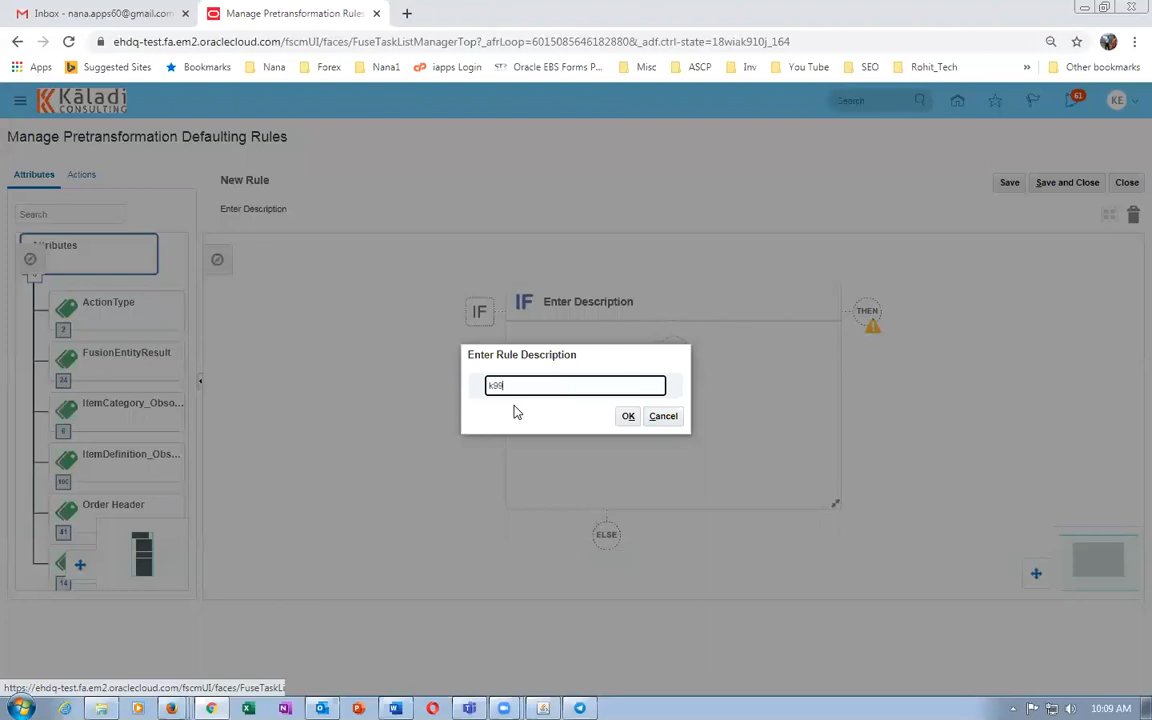 Inbox - nana.apps60@gmail.com
Manage Pretransformation Rules
ehdq-test.fa.em2.oraclecloud.com/fscmUI/faces/FuseTaskListManagerTop?_afrLoop=6015085646182880&_adf.ctrl-state=18wiak910j_164
Apps Suggested Sites Bookmarks Nana Forex Nana1 iapps Login Oracle EBS Forms P... Misc ASCP Inv You Tube SEO Rohit_Tech » Other bookmarks
Kaladi
CONSULTING
Search
61
KE
Manage Pretransformation Defaulting Rules
Attributes Actions
New Rule
Save Save and Close Close
Search
Enter Description
Attributes
ActionType
2
FusionEntityResult
24
ItemCategory_Obso...
6
ItemDefinition_Obs...
Order Header
41
14
IF
IF Enter Description
THEN
ELSE
Enter Rule Description
k99
OK Cancel
https://ehdq-test.fa.em2.oraclecloud.com/fscmUI/faces/FuseTaskLi
10:09 AM